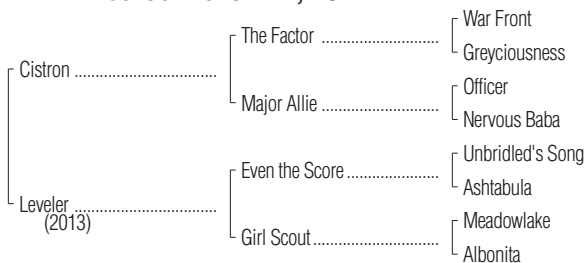 War Front
The Factor ..............................
Greyciousness
Cistron ....................................
Officer
Major Allie ..............................
Nervous Baba
Unbridled's Song
Even the Score ........................
Ashtabula
Leveler ....................................
(2013)
Meadowlake
Girl Scout ................................
Albonita